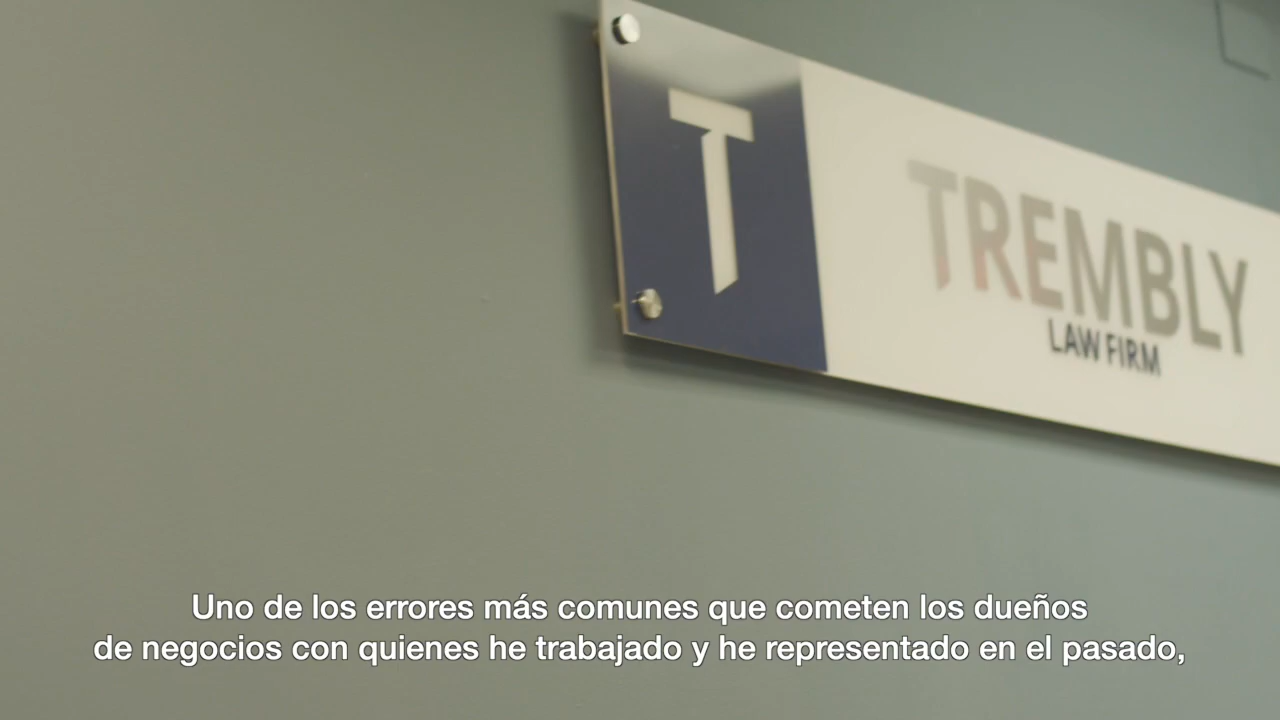 T
TREMBLY
LAW FIRM
Uno de los errores más comunes que cometen los dueños
de negocios con quienes he trabajado y he representado en el pasado,